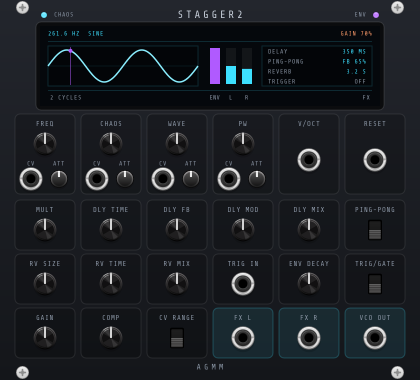 CHAOS STAGGER2 ENV
261.6 HZ SINE GAIN 70%
DELAY 350 MS
PING-PONG FB 65%
REVERB 3.2 S
TRIGGER OFF
2 CYCLES ENV L R FX
FREQ CHAOS WAVE PW V/OCT RESET
CV ATT CV ATT CV ATT CV ATT
MULT DLY TIME DLY FB DLY MOD DLY MIX PING-PONG
RV SIZE RV TIME RV MIX TRIG IN ENV DECAY TRIG/GATE
GAIN COMP CV RANGE FX L FX R VCO OUT
AGMM